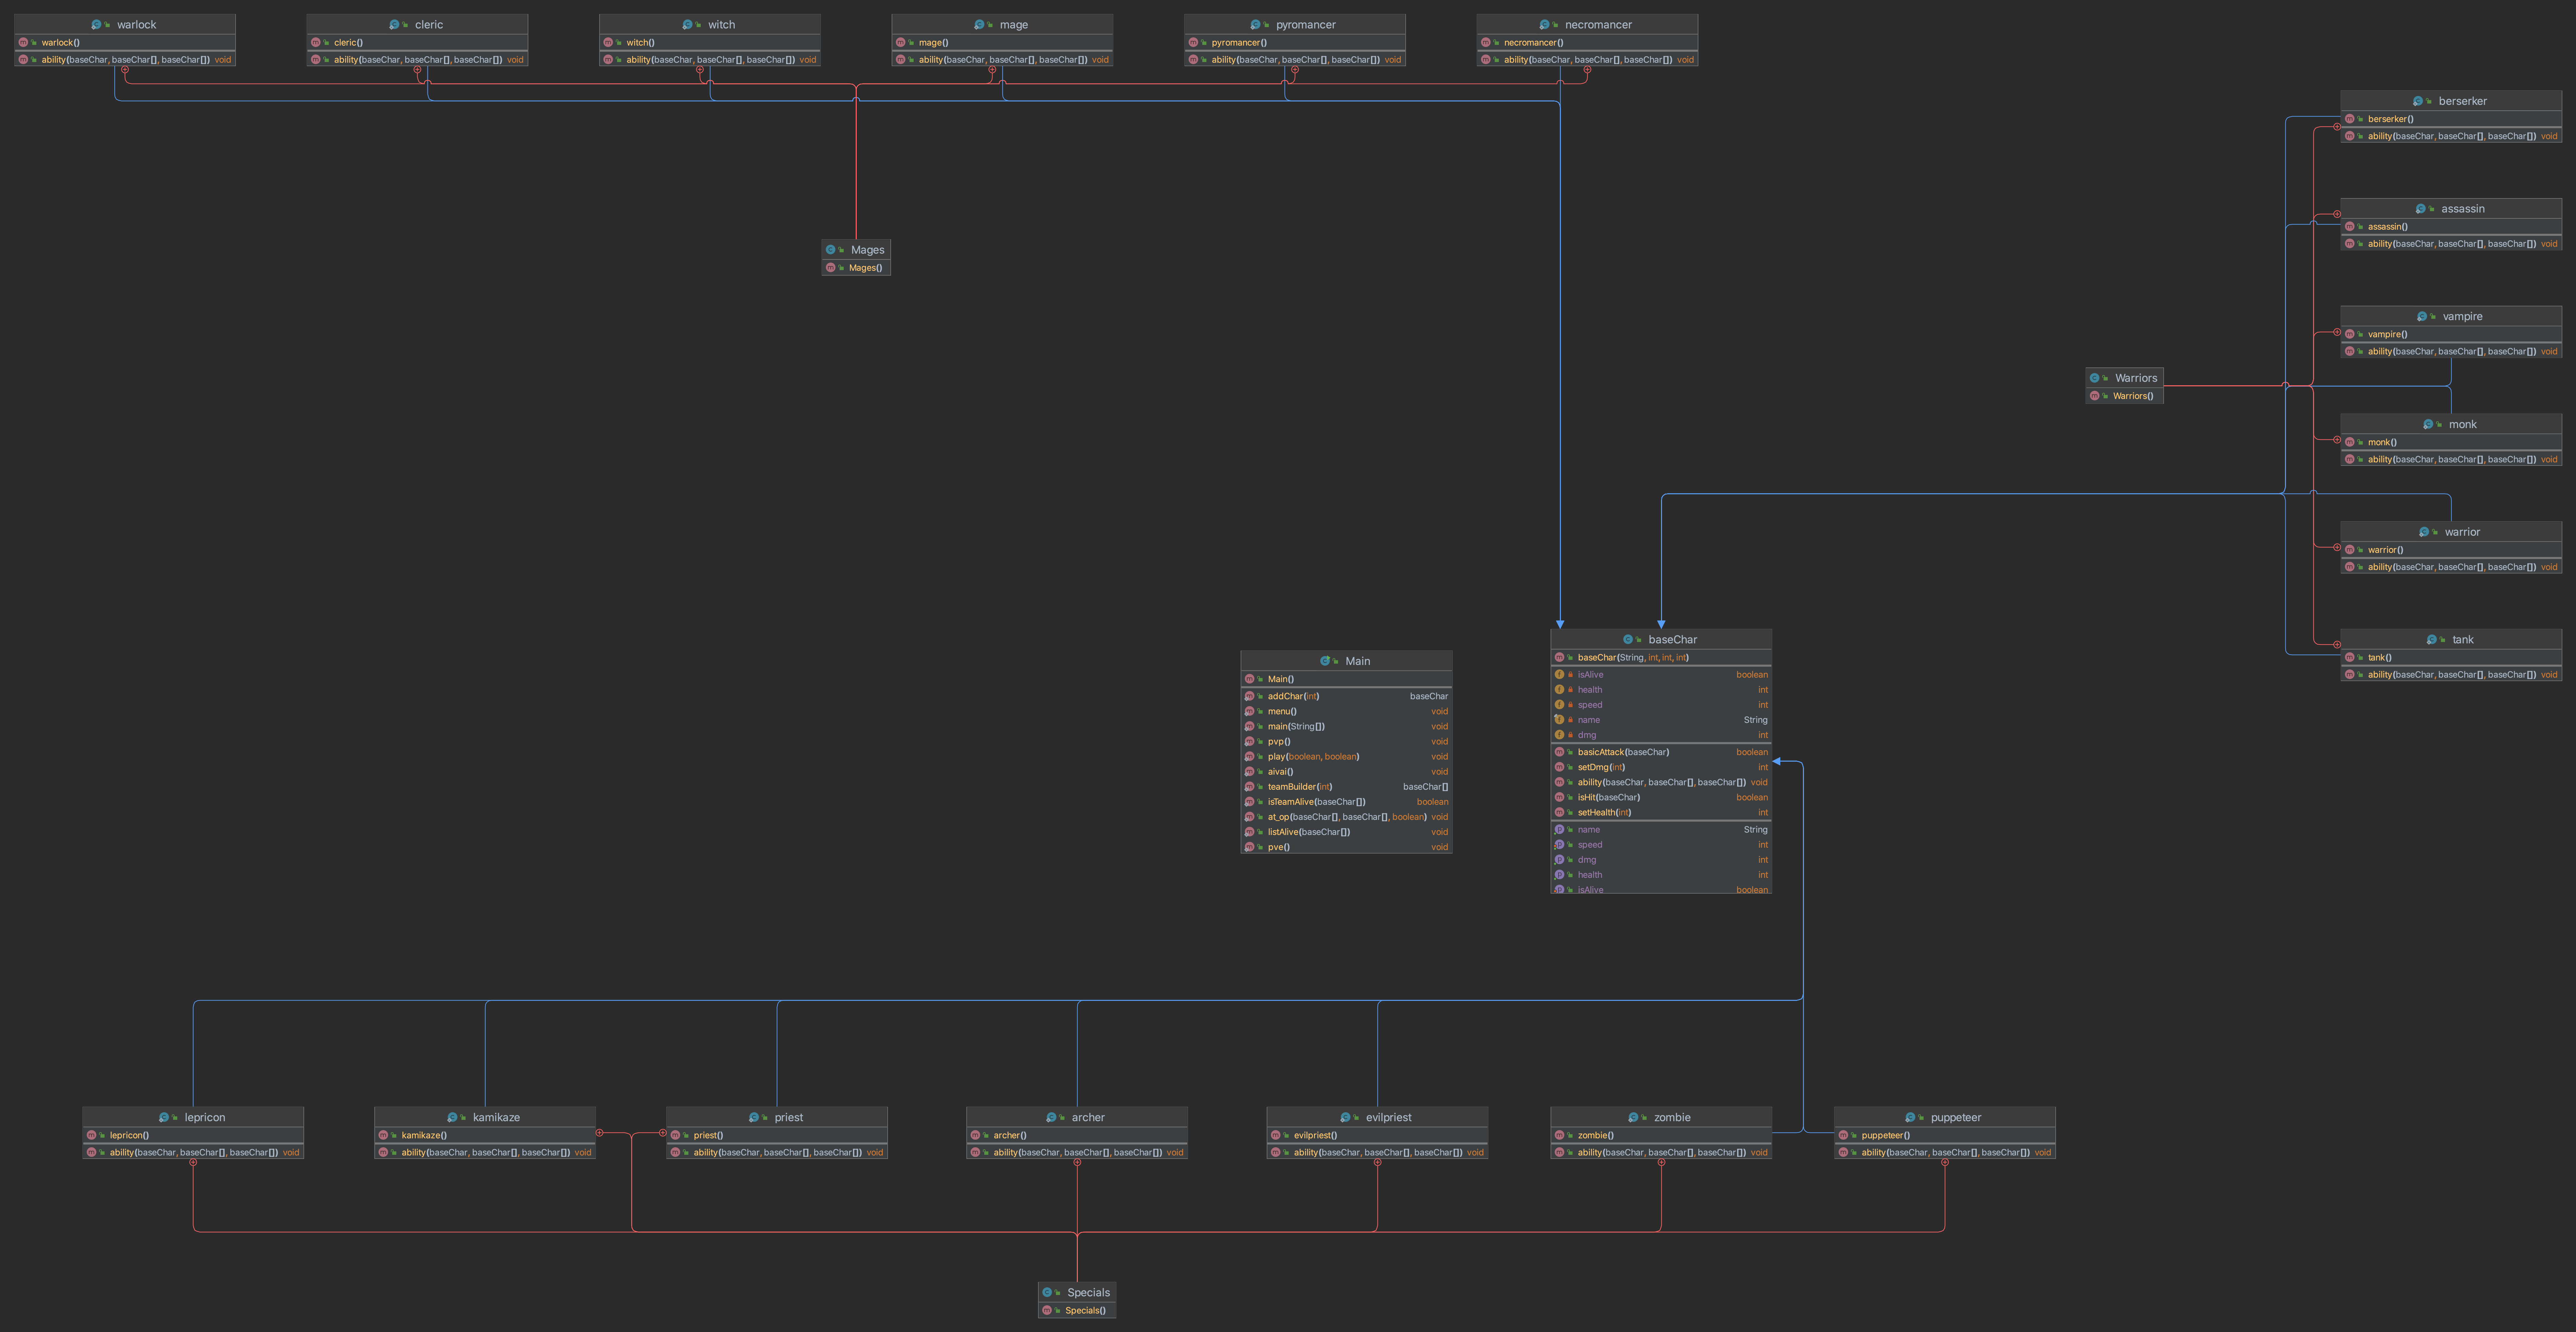 warlock
warlock()
ability(baseChar, baseChar[], baseChar[]) void
cleric
cleric()
ability(baseChar, baseChar[], baseChar[]) void
witch
witch()
ability(baseChar, baseChar[], baseChar[]) void
mage
mage()
ability(baseChar, baseChar[], baseChar[]) void
pyromancer
pyromancer()
ability(baseChar, baseChar[], baseChar[]) void
necromancer
necromancer()
ability(baseChar, baseChar[], baseChar[]) void
berserker
berserker()
ability(baseChar, baseChar[], baseChar[]) void
assassin
assassin()
ability(baseChar, baseChar[], baseChar[]) void
Mages
Mages()
vampire
vampire()
ability(baseChar, baseChar[], baseChar[]) void
Warriors
Warriors()
monk
monk()
ability(baseChar, baseChar[], baseChar[]) void
warrior
warrior()
ability(baseChar, baseChar[], baseChar[]) void
tank
tank()
ability(baseChar, baseChar[], baseChar[]) void
Main
Main()
addChar(int) baseChar
menu() void
main(String[]) void
pvp() void
play(boolean, boolean) void
aivai() void
teamBuilder(int) baseChar[]
isTeamAlive(baseChar[]) boolean
at_op(baseChar[], baseChar[], boolean) void
listAlive(baseChar[]) void
pve() void
baseChar
baseChar(String, int, int, int)
isAlive boolean
health int
speed int
name String
dmg int
basicAttack(baseChar) boolean
setDmg(int) int
ability(baseChar, baseChar[], baseChar[]) void
isHit(baseChar) boolean
setHealth(int) int
name String
speed int
dmg int
health int
isAlive boolean
lepricon
lepricon()
ability(baseChar, baseChar[], baseChar[]) void
kamikaze
kamikaze()
ability(baseChar, baseChar[], baseChar[]) void
priest
priest()
ability(baseChar, baseChar[], baseChar[]) void
archer
archer()
ability(baseChar, baseChar[], baseChar[]) void
evilpriest
evilpriest()
ability(baseChar, baseChar[], baseChar[]) void
zombie
zombie()
ability(baseChar, baseChar[], baseChar[]) void
puppeteer
puppeteer()
ability(baseChar, baseChar[], baseChar[]) void
Specials
Specials()